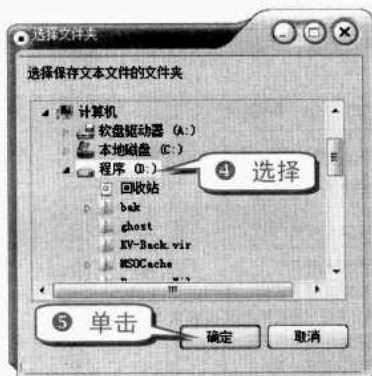 选择文件夹
选择保存文本文件的文件夹
计算机
软盘驱动器 (A:)
本地磁盘 (C:)
程序 (D:)
❹ 选择
回收站
bak
ghost
KV-Back.vir
MSOCache
❺ 单击
确定
取消